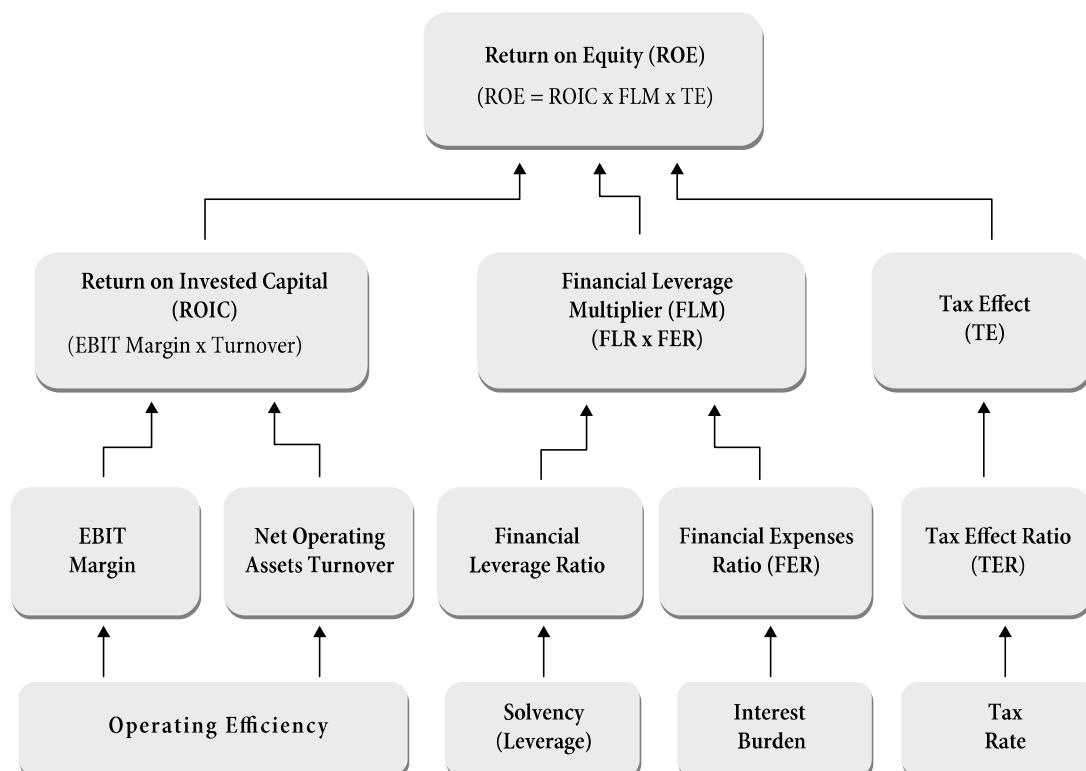 Return on Equity (ROE)
(ROE = ROIC x FLM x TE)
Return on Invested Capital
(ROIC)
(EBIT Margin x Turnover)
Financial Leverage
Multiplier (FLM)
(FLR x FER)
Tax Effect
(TE)
EBIT
Margin
Net Operating
Assets Turnover
Financial
Leverage Ratio
Financial Expenses
Ratio (FER)
Tax Effect Ratio
(TER)
Operating Efficiency
Solvency
(Leverage)
Interest
Burden
Tax
Rate